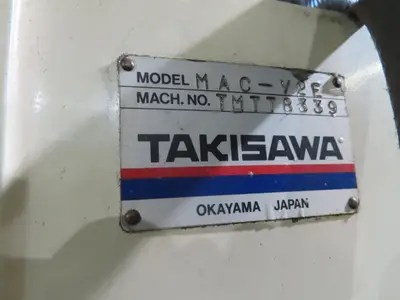 MODEL MAC-V2E
MACH. NO. TMTT8339
TAKISAWA
OKAYAMA JAPAN